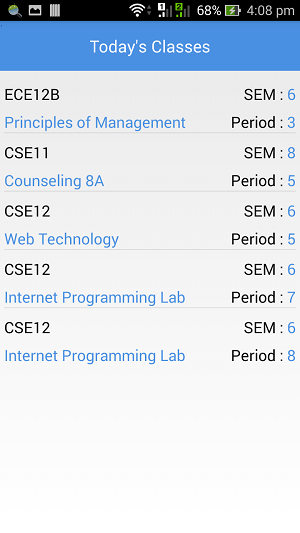 1 2 68% 4:08 pm
Today's Classes
ECE12B SEM : 6
Principles of Management Period : 3
CSE11 SEM : 8
Counseling 8A Period : 5
CSE12 SEM : 6
Web Technology Period : 5
CSE12 SEM : 6
Internet Programming Lab Period : 7
CSE12 SEM : 6
Internet Programming Lab Period : 8